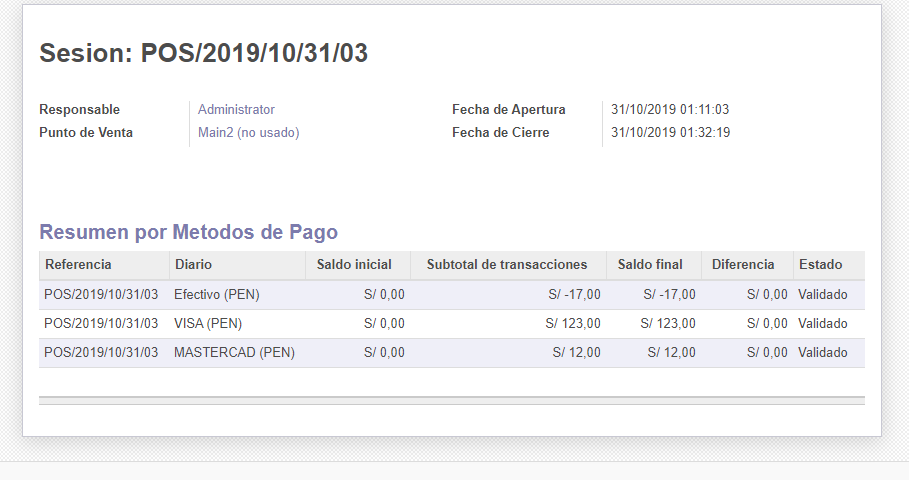 Sesion: POS/2019/10/31/03
Responsable Administrator Fecha de Apertura 31/10/2019 01:11:03
Punto de Venta Main2 (no usado) Fecha de Cierre 31/10/2019 01:32:19
Resumen por Metodos de Pago
Referencia Diario Saldo inicial Subtotal de transacciones Saldo final Diferencia Estado
POS/2019/10/31/03 Efectivo (PEN) S/ 0,00 S/ -17,00 S/ -17,00 S/ 0,00 Validado
POS/2019/10/31/03 VISA (PEN) S/ 0,00 S/ 123,00 S/ 123,00 S/ 0,00 Validado
POS/2019/10/31/03 MASTERCAD (PEN) S/ 0,00 S/ 12,00 S/ 12,00 S/ 0,00 Validado